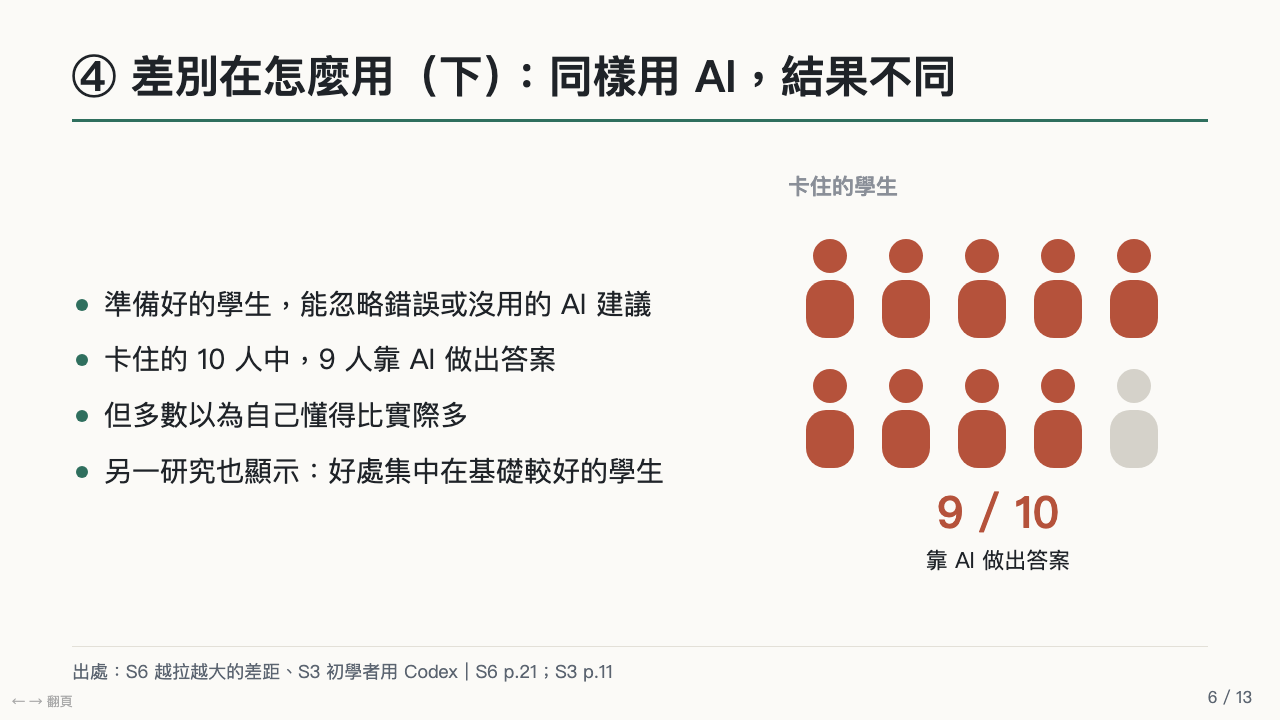 ④ 差別在怎麼用（下）：同樣用 AI，結果不同
準備好的學生，能忽略錯誤或沒用的 AI 建議
卡住的 10 人中，9 人靠 AI 做出答案
但多數以為自己懂得比實際多
另一研究也顯示：好處集中在基礎較好的學生
卡住的學生
9 / 10
靠 AI 做出答案
出處：S6 越拉越大的差距、S3 初學者用 Codex｜S6 p.21；S3 p.11
←→ 翻頁
6 / 13